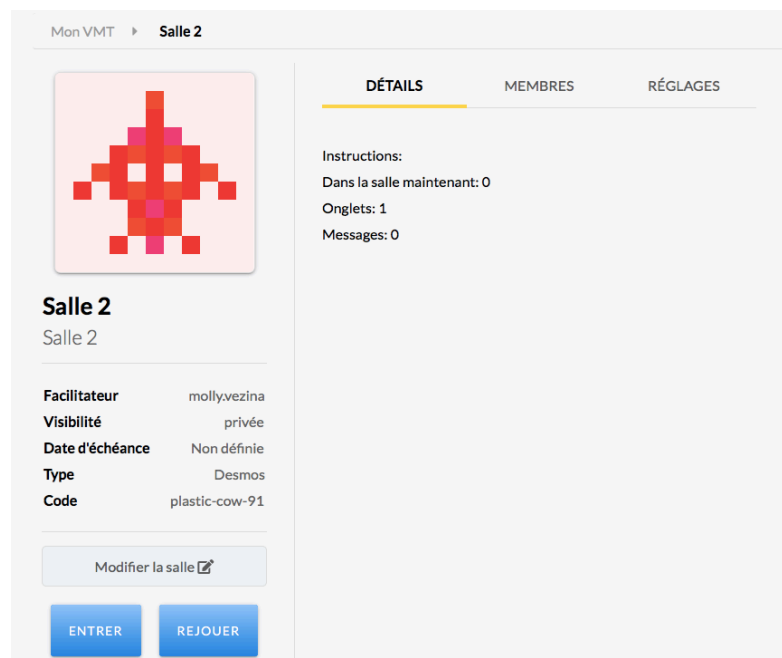 Mon VMT Salle 2
DÉTAILS MEMBRES RÉGLAGES
Instructions:
Dans la salle maintenant: 0
Onglets: 1
Messages: 0
Salle 2
Salle 2
Facilitateur molly.vezina
Visibilité privée
Date d'échéance Non définie
Type Desmos
Code plastic-cow-91
Modifier la salle
ENTRER REJOUER